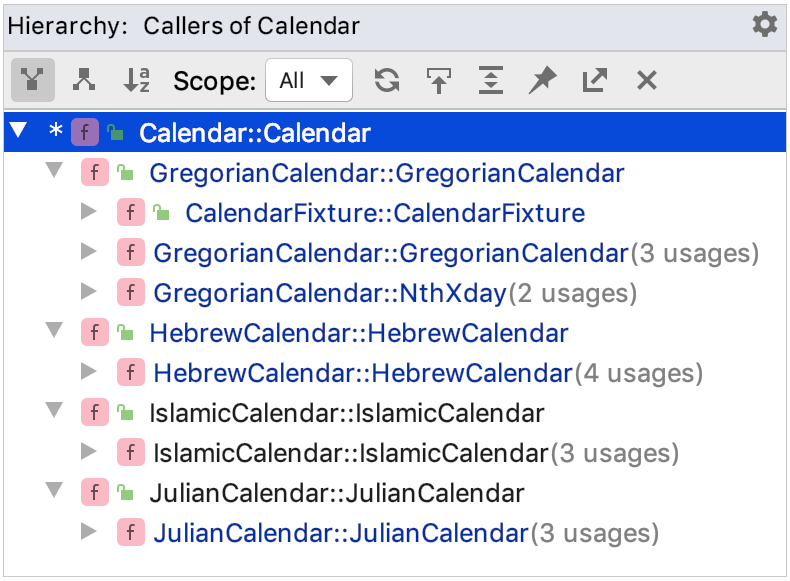 Hierarchy: Callers of Calendar
Scope: All
* f Calendar::Calendar
f GregorianCalendar::GregorianCalendar
f CalendarFixture::CalendarFixture
f GregorianCalendar::GregorianCalendar(3 usages)
f GregorianCalendar::NthXday(2 usages)
f HebrewCalendar::HebrewCalendar
f HebrewCalendar::HebrewCalendar(4 usages)
f IslamicCalendar::IslamicCalendar
f IslamicCalendar::IslamicCalendar(3 usages)
f JulianCalendar::JulianCalendar
f JulianCalendar::JulianCalendar(3 usages)